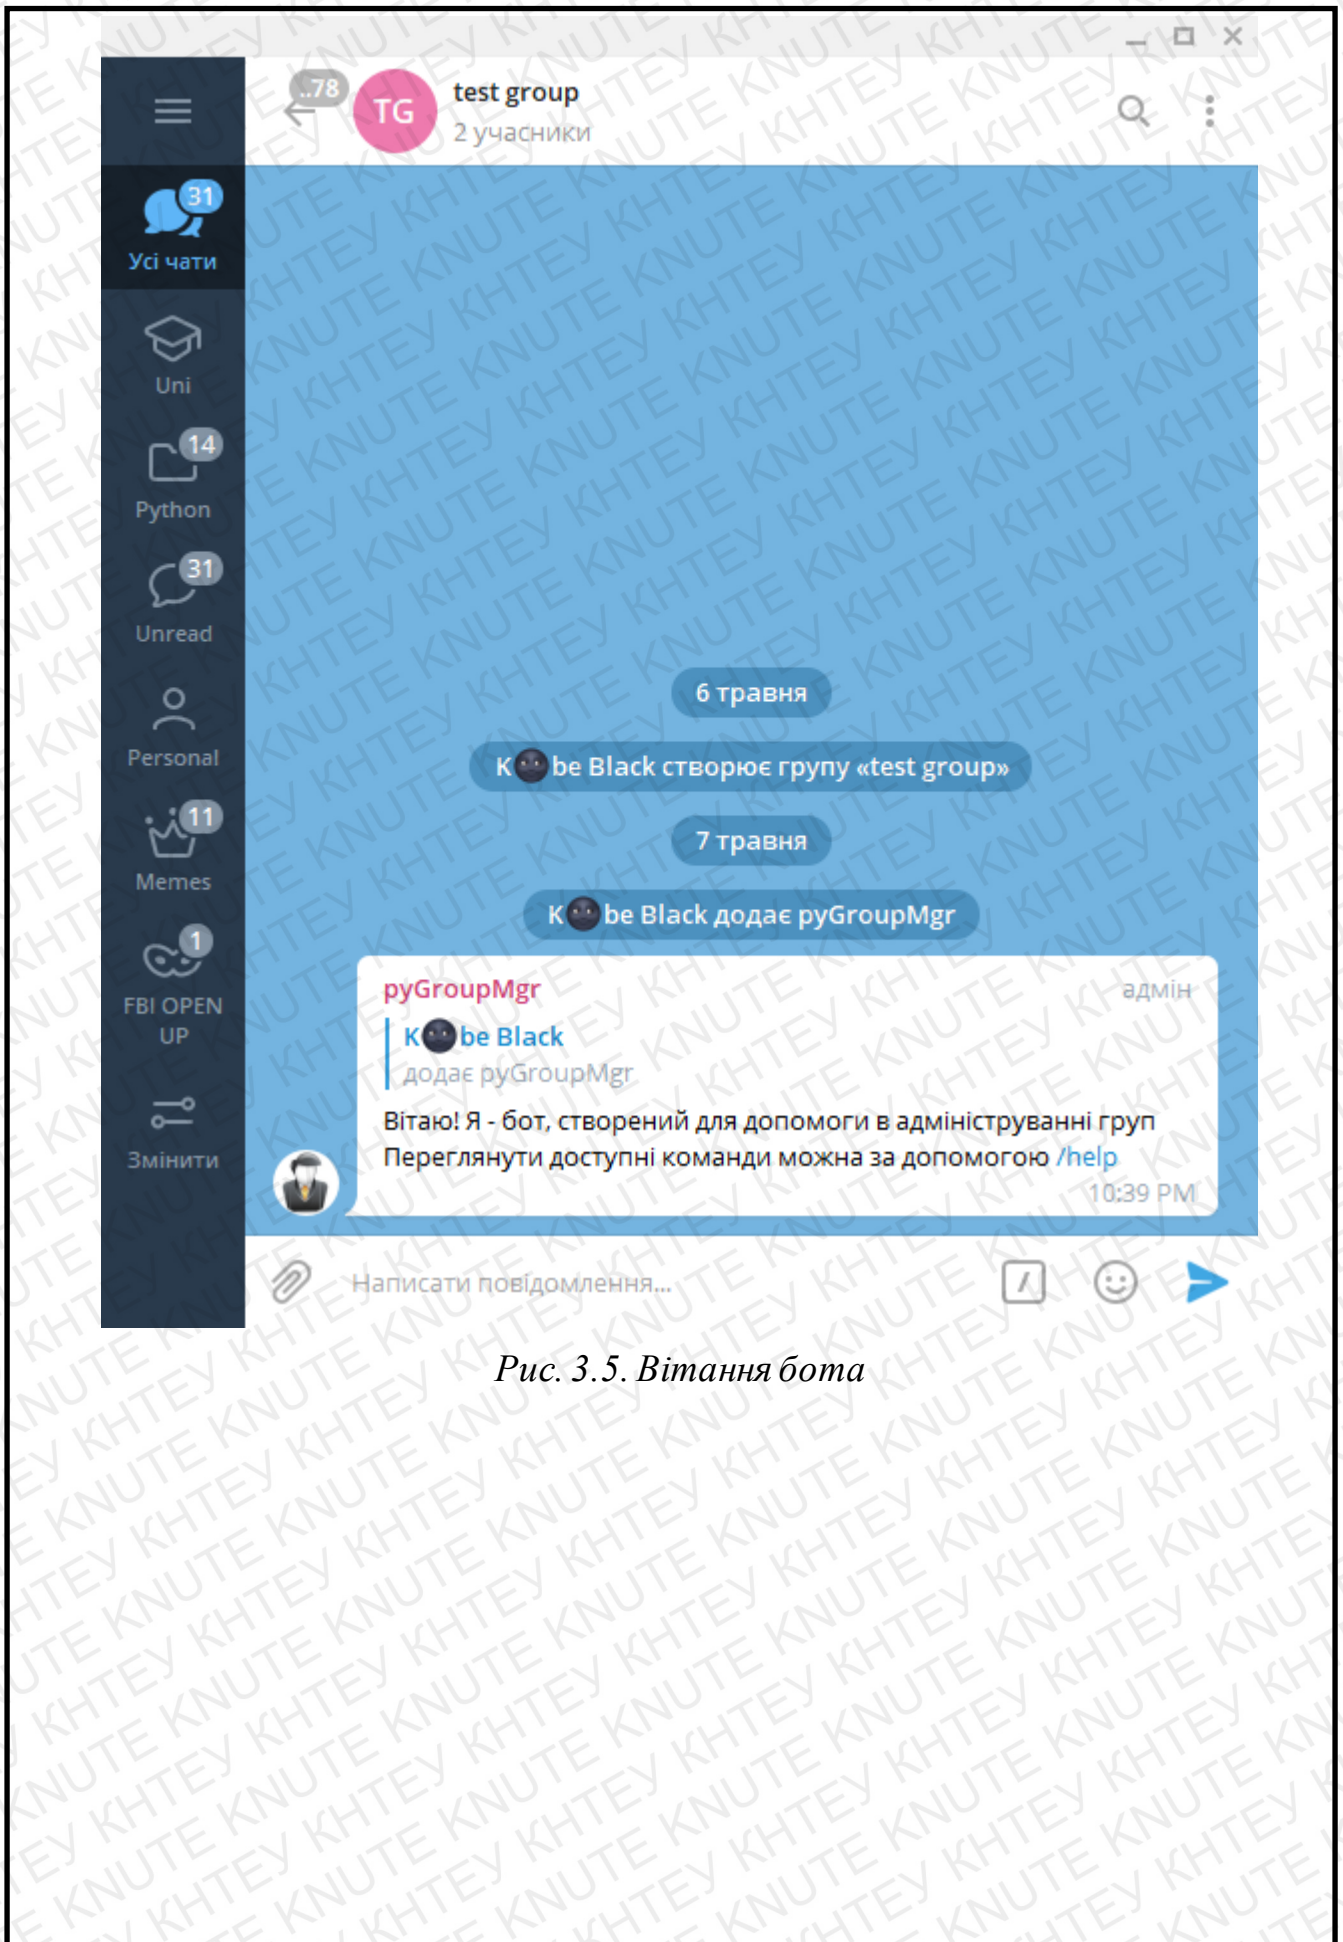 ..78
TG
test group
2 учасники
31
Усі чати
Uni
14
Python
31
Unread
Personal
11
Memes
1
FBI OPEN
UP
Змінити
6 травня
K🌚be Black створює групу «test group»
7 травня
K🌚be Black додає pyGroupMgr
pyGroupMgr
адмін
K🌚be Black
додає pyGroupMgr
Вітаю! Я - бот, створений для допомоги в адмініструванні груп
Переглянути доступні команди можна за допомогою /help
10:39 PM
Написати повідомлення...
Рис. 3.5. Вітання бота
КНТЕУ KNUTE